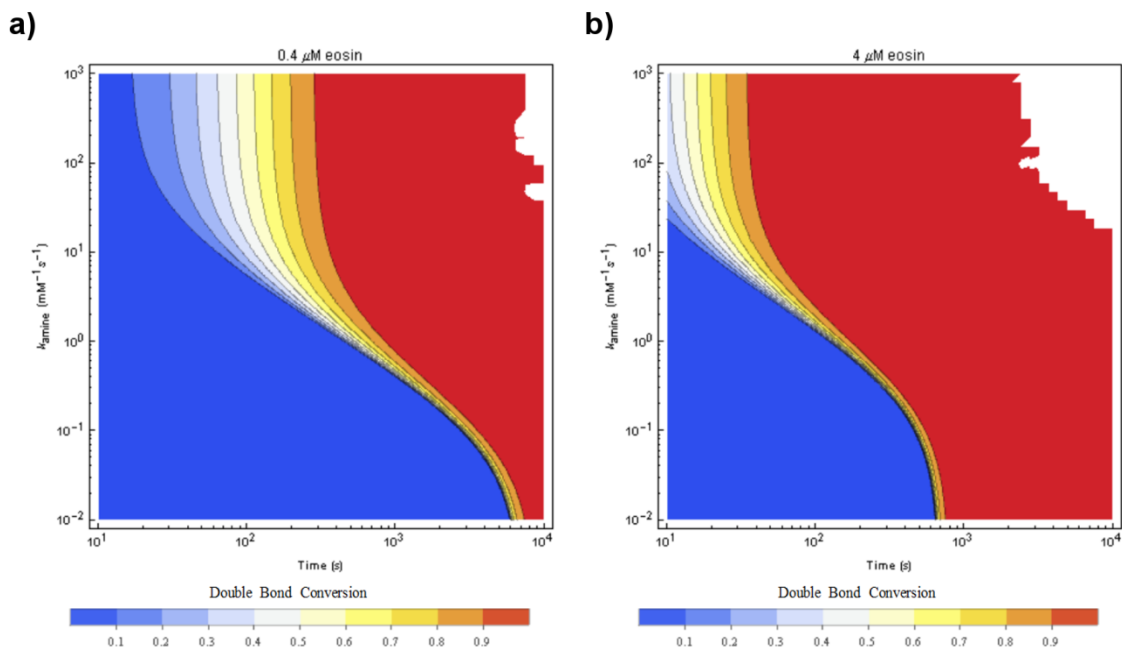 a)
0.4 μM eosin
10³
10²
10¹
10⁰
10⁻¹
10⁻²
k_amine (mM⁻¹s⁻¹)
10¹ 10² 10³ 10⁴
Time (s)
Double Bond Conversion
0.1 0.2 0.3 0.4 0.5 0.6 0.7 0.8 0.9
b)
4 μM eosin
10³
10²
10¹
10⁰
10⁻¹
10⁻²
k_amine (mM⁻¹s⁻¹)
10¹ 10² 10³ 10⁴
Time (s)
Double Bond Conversion
0.1 0.2 0.3 0.4 0.5 0.6 0.7 0.8 0.9